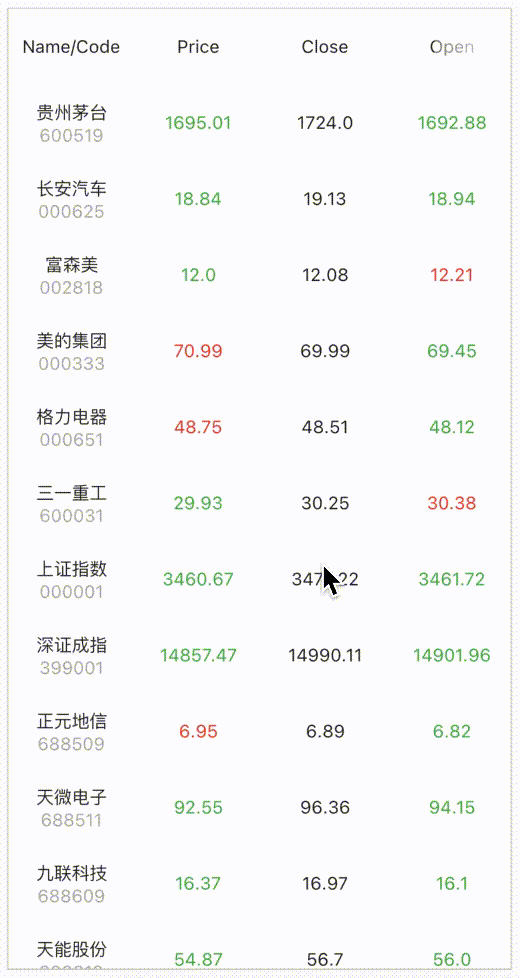 Name/Code Price Close Open
贵州茅台
600519 1695.01 1724.0 1692.88
长安汽车
000625 18.84 19.13 18.94
富森美
002818 12.0 12.08 12.21
美的集团
000333 70.99 69.99 69.45
格力电器
000651 48.75 48.51 48.12
三一重工
600031 29.93 30.25 30.38
上证指数
000001 3460.67 3461.72
深证成指
399001 14857.47 14990.11 14901.96
正元地信
688509 6.95 6.89 6.82
天微电子
688511 92.55 96.36 94.15
九联科技
688609 16.37 16.97 16.1
天能股份
54.87 56.7 56.0